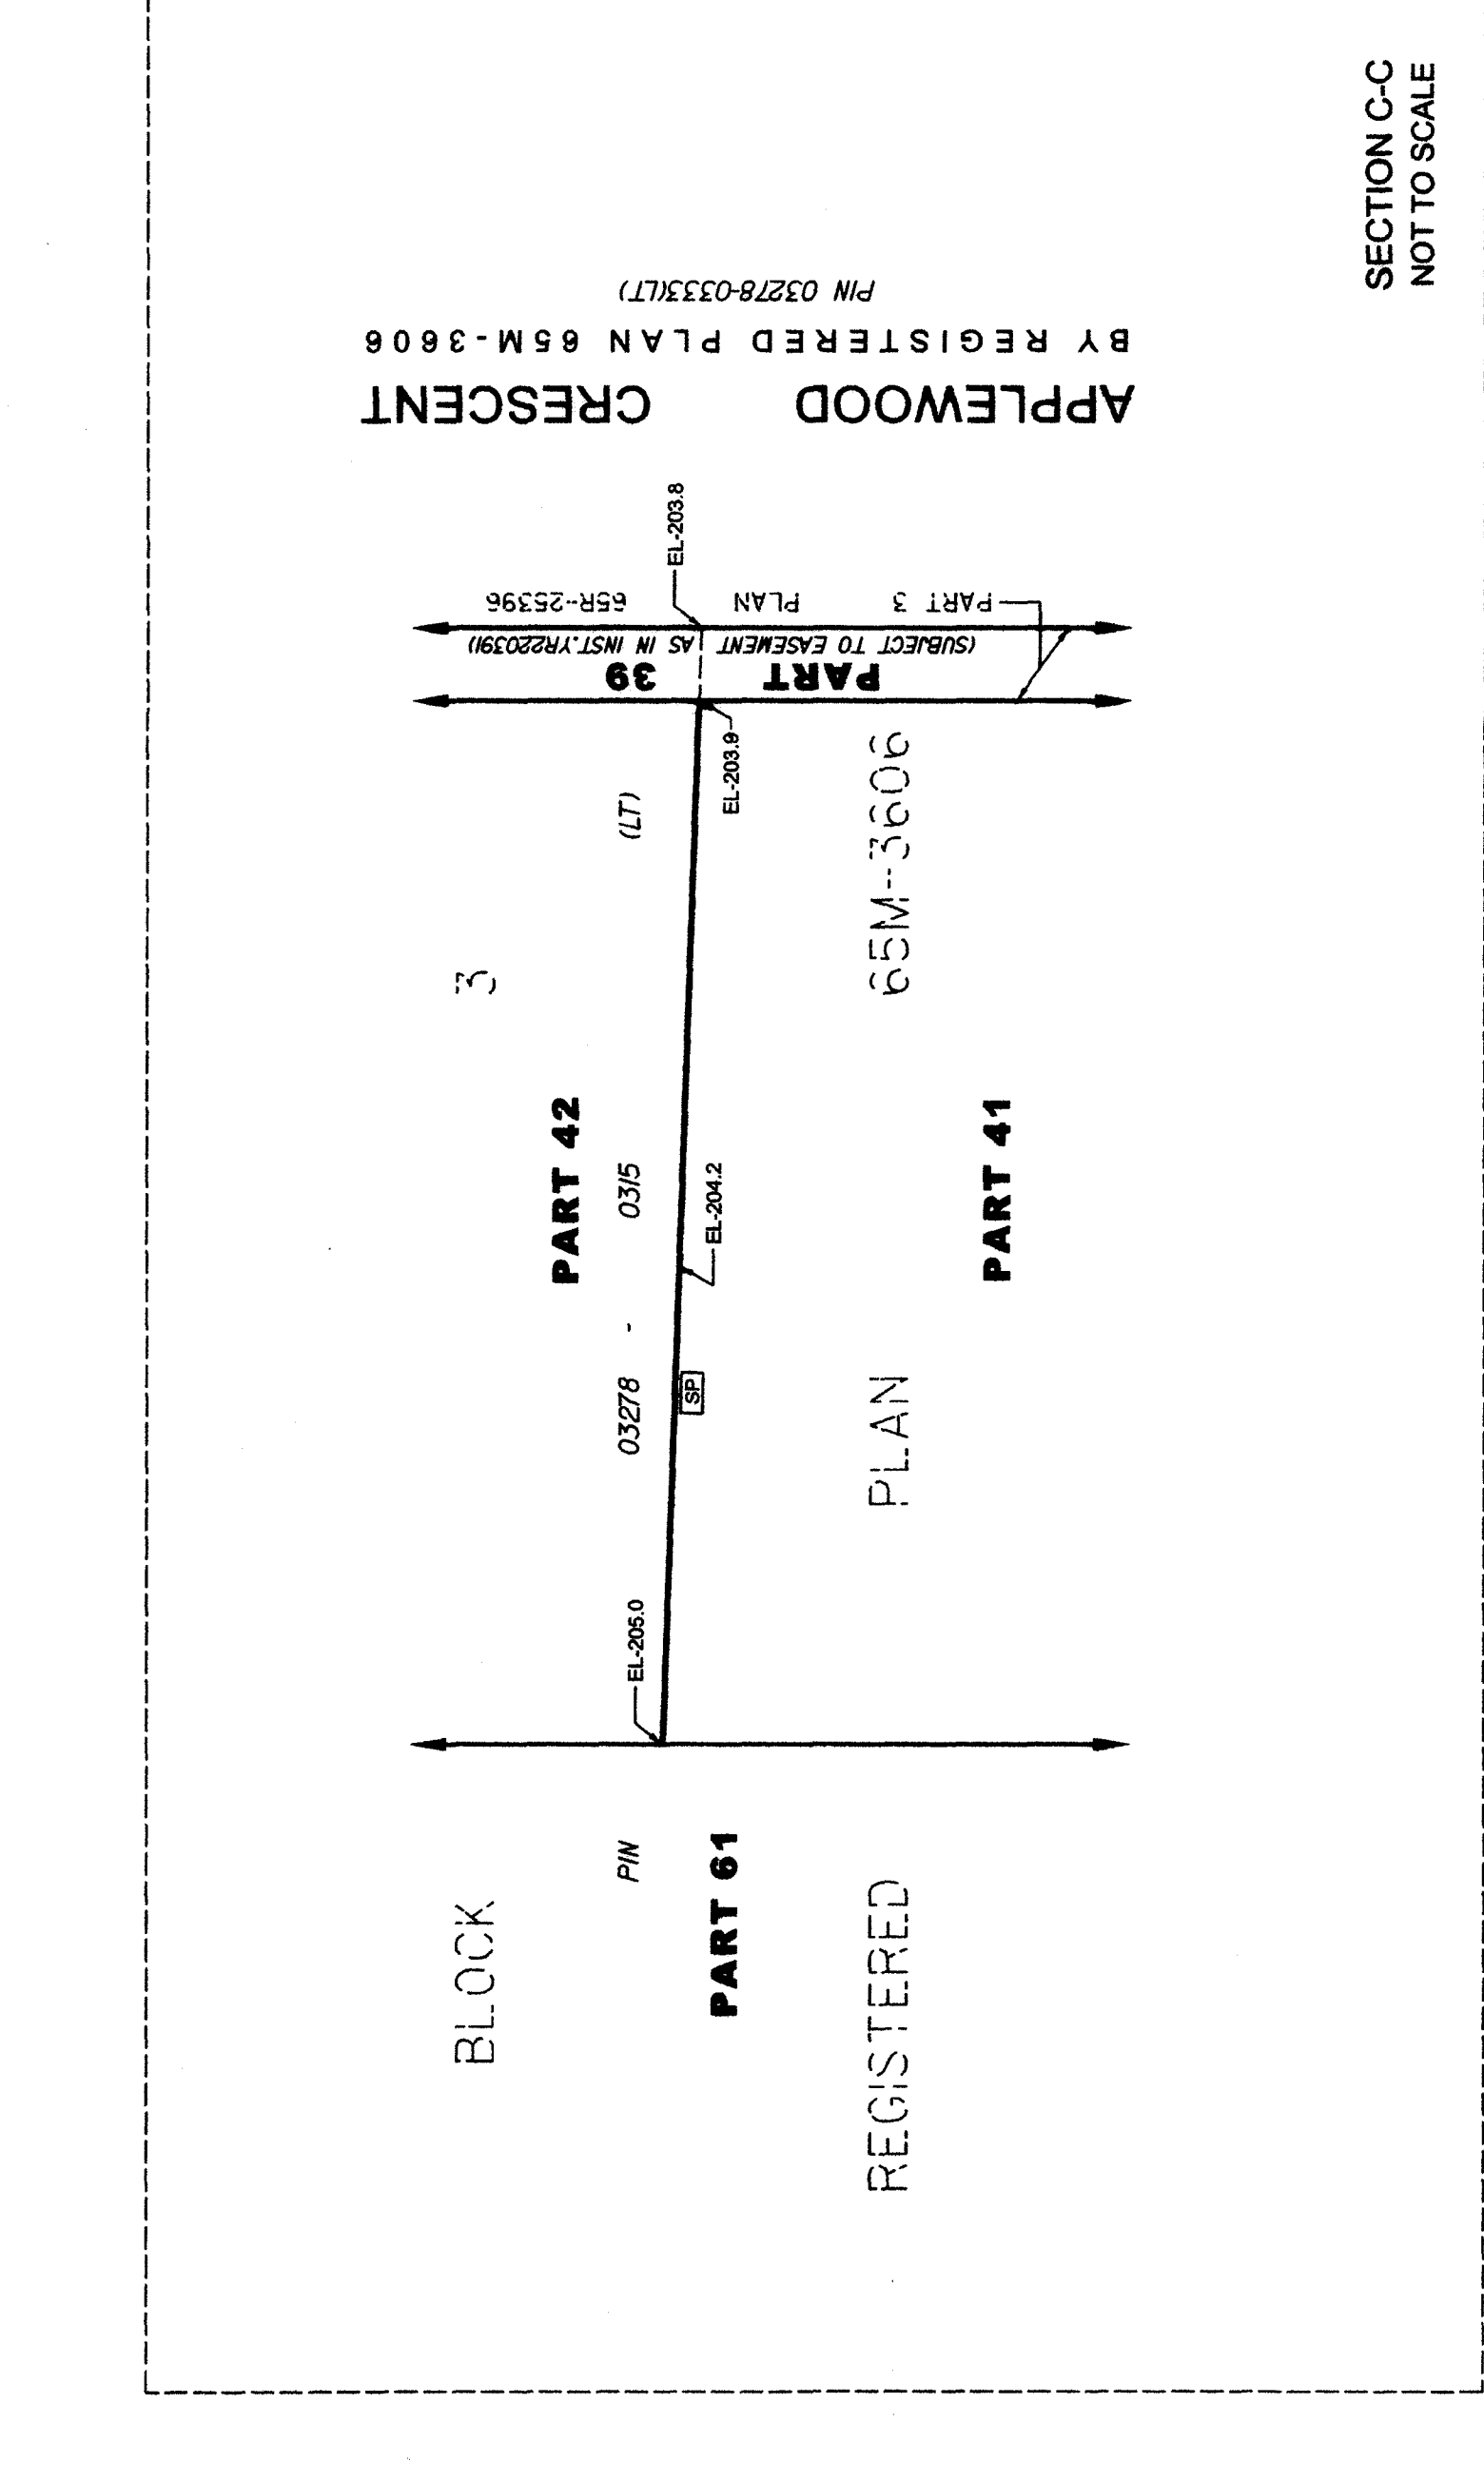 BLOCK 3
PART 42
PIN 03278 - 0315 (LT)
EL-205.0
PART 61
SP
EL-204.2
EL-203.9
EL-203.8
REGISTERED PLAN 65M-3606
PART 41
PART 39
(SUBJECT TO EASEMENT AS IN INST.YR220391)
PART 3 PLAN 65R-25396
APPLEWOOD CRESCENT
BY REGISTERED PLAN 65M-3606
PIN 03278-0333(LT)
SECTION C-C
NOT TO SCALE